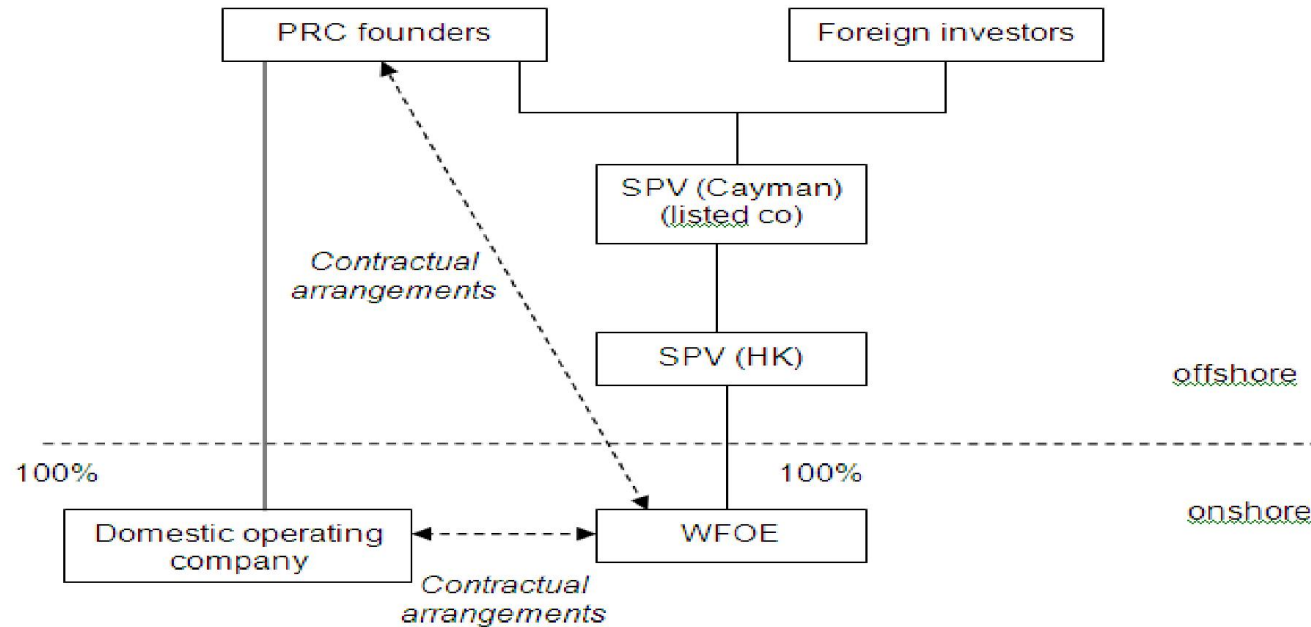 PRC founders
Foreign investors
SPV (Cayman)
(listed co)
Contractual
arrangements
SPV (HK)
offshore
100%
100%
onshore
Domestic operating
company
WFOE
Contractual
arrangements